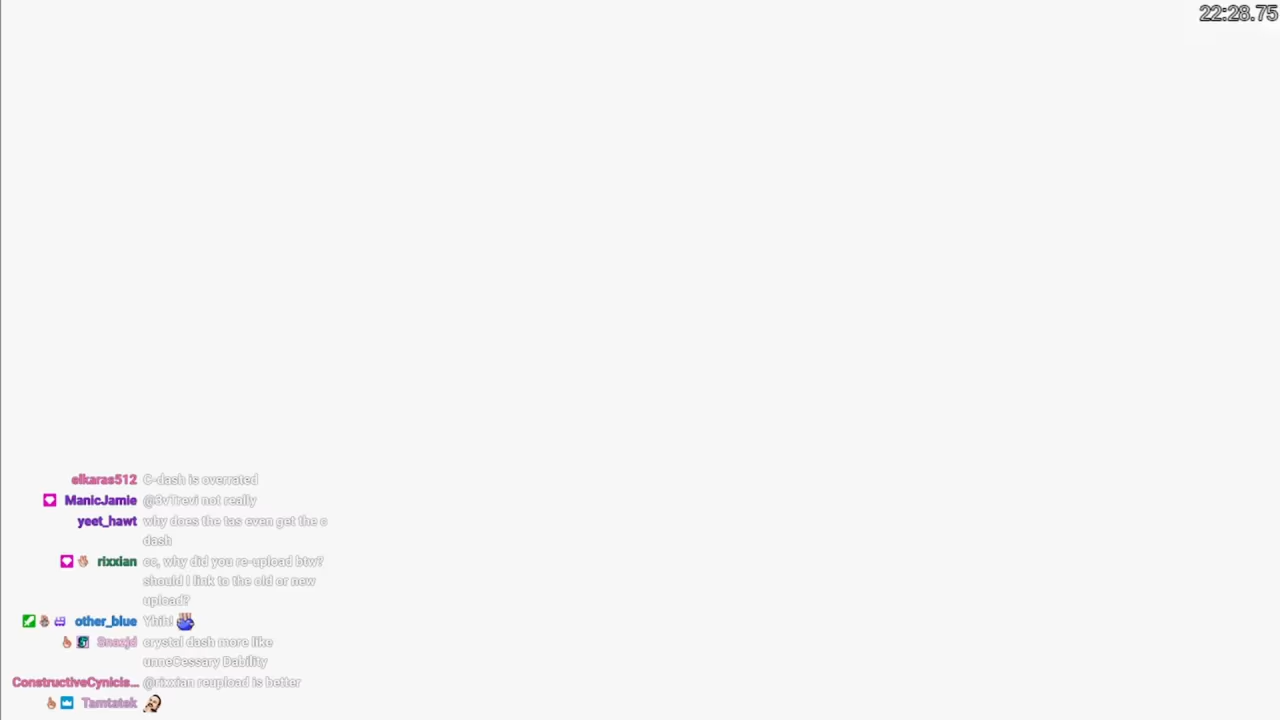 22:28.75
elkaras512 C-dash is overrated
ManicJamie @3vTrevi not really
yeet_hawt why does the tas even get the c
dash
rixxian cc, why did you re-upload btw?
should I link to the old or new
upload?
other_blue Yhih!
Snazjd crystal dash more like
unneCessary Dability
ConstructiveCynicis... @rixxian reupload is better
Tamtatek